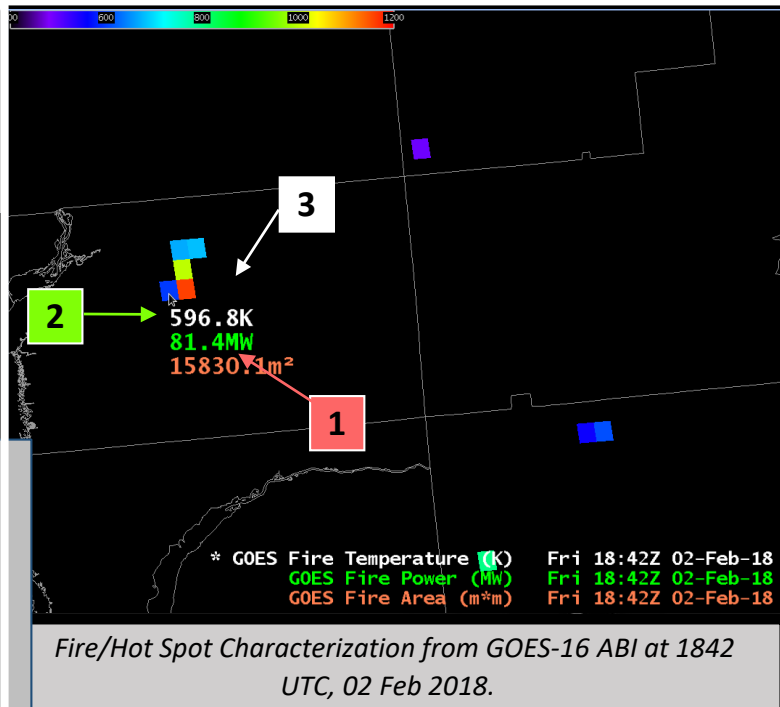 00 600 800 1000 1200
3
2
596.8K
81.4MW
15830.1m²
1
* GOES Fire Temperature (K) Fri 18:42Z 02-Feb-18
GOES Fire Power (MW) Fri 18:42Z 02-Feb-18
GOES Fire Area (m*m) Fri 18:42Z 02-Feb-18
Fire/Hot Spot Characterization from GOES-16 ABI at 1842
UTC, 02 Feb 2018.